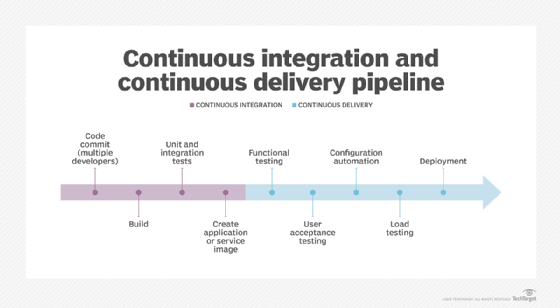 Continuous integration and
continuous delivery pipeline
CONTINUOUS INTEGRATION
CONTINUOUS DELIVERY
Code
commit
(multiple
developers)
Build
Unit and
integration
tests
Create
application
or service
image
Functional
testing
User
acceptance
testing
Configuration
automation
Load
testing
Deployment
TechTarget